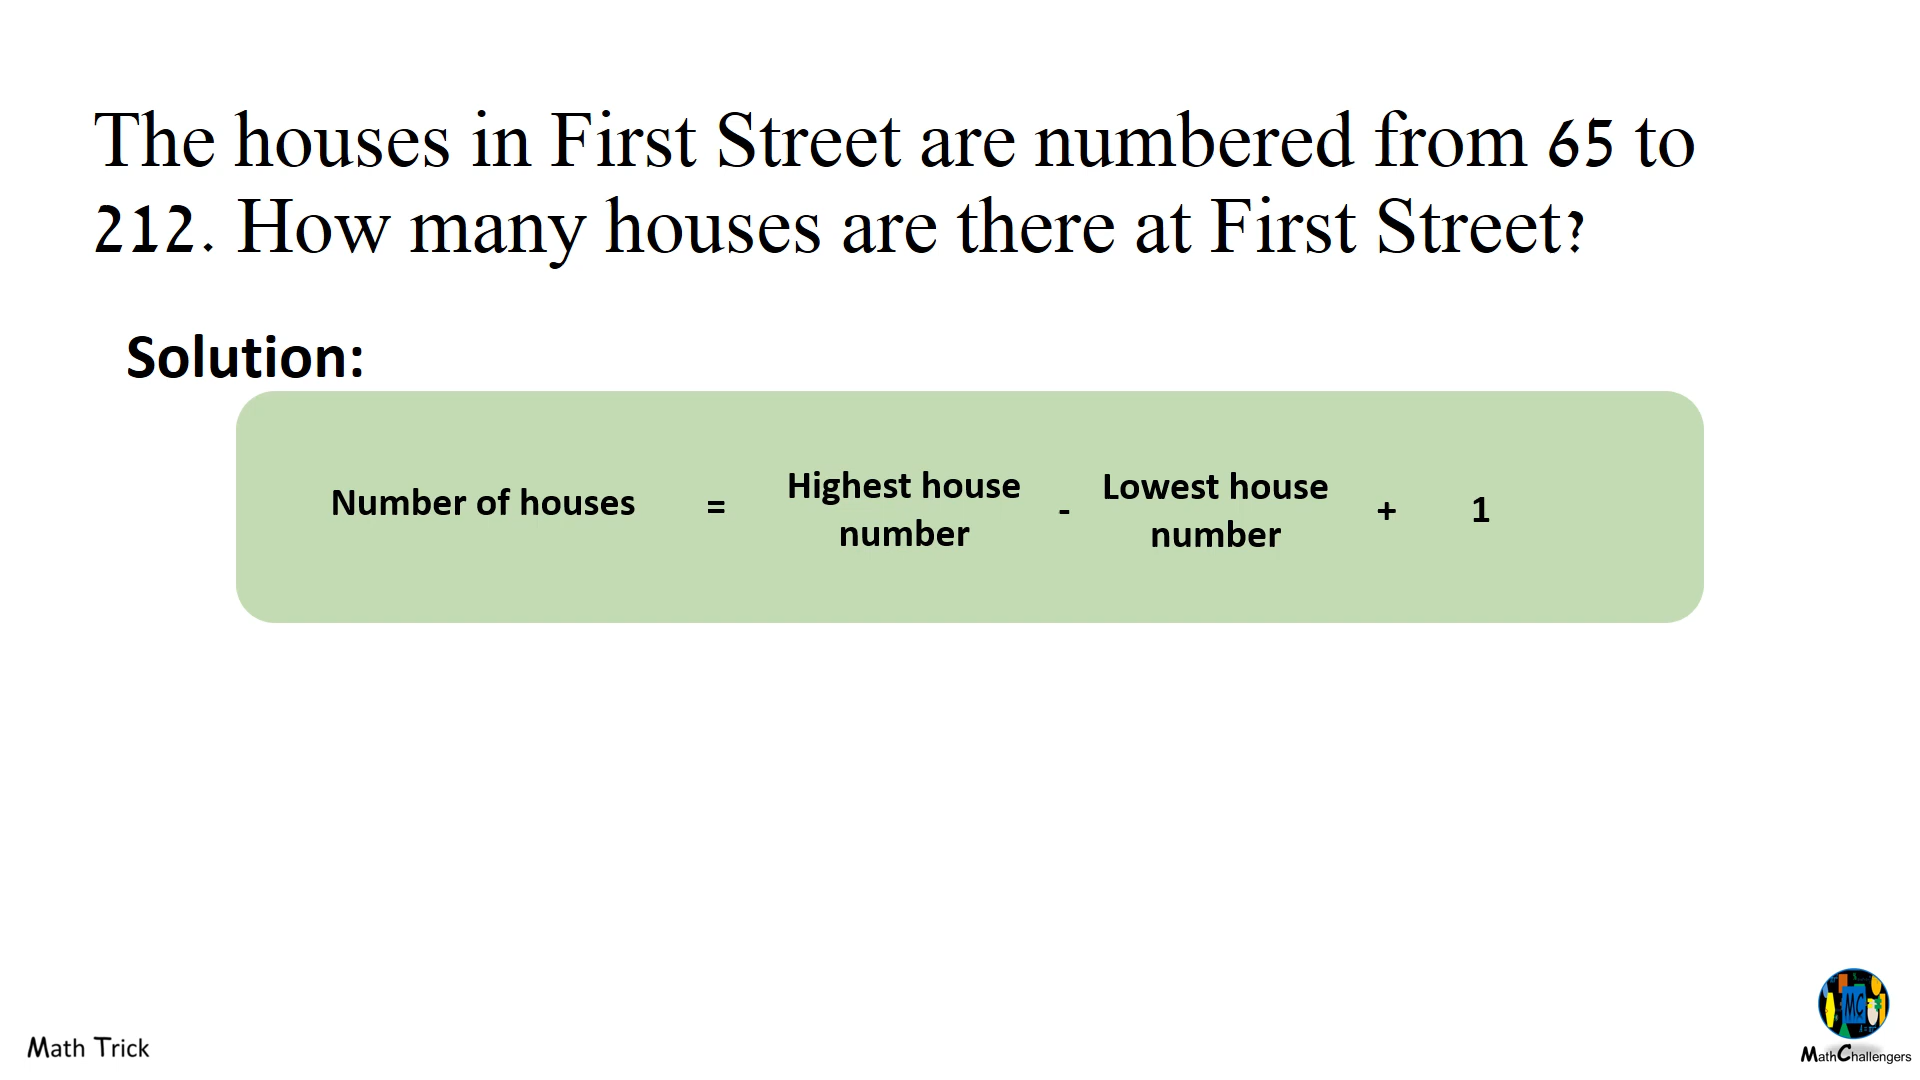 The houses in First Street are numbered from 65 to
212. How many houses are there at First Street?
Solution:
Number of houses = Highest house number - Lowest house number + 1
Math Trick
MC
MathChallengers